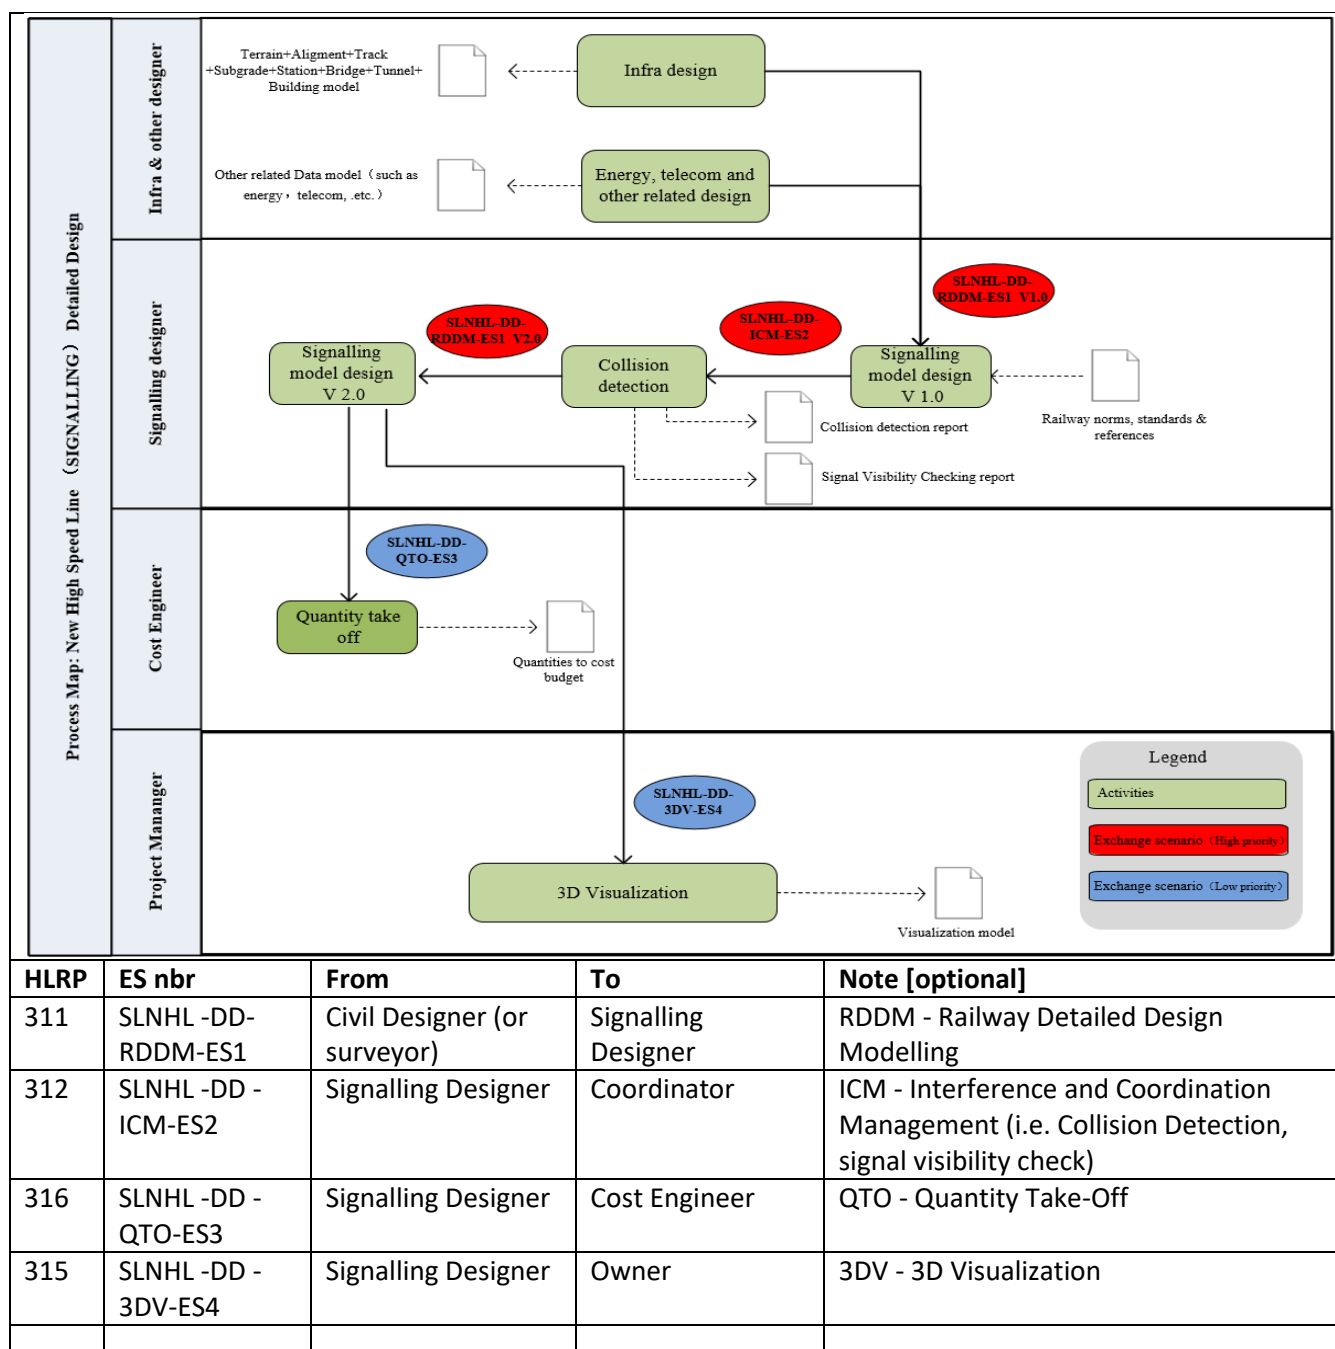 Process Map: New High Speed Line （SIGNALLING） Detailed Design
Infra & other designer
Terrain+Aligment+Track
+Subgrade+Station+Bridge+Tunnel+
Building model
Infra design
Other related Data model（such as
energy，telecom, .etc.）
Energy, telecom and
other related design
Signalling designer
SLNHL-DD-
RDDM-ES1 V1.0
SLNHL-DD-
ICM-ES2
SLNHL-DD-
RDDM-ES1 V2.0
Signalling
model design
V 2.0
Collision
detection
Signalling
model design
V 1.0
Railway norms, standards &
references
Collision detection report
Signal Visibility Checking report
Cost Engineer
SLNHL-DD-
QTO-ES3
Quantity take
off
Quantities to cost
budget
Project Mananger
SLNHL-DD-
3DV-ES4
3D Visualization
Visualization model
Legend
Activities
Exchange scenario（High priority）
Exchange scenario（Low priority）
HLRP ES nbr From To Note [optional]
311 SLNHL -DD- Civil Designer (or Signalling RDDM - Railway Detailed Design
RDDM-ES1 surveyor) Designer Modelling
312 SLNHL -DD - Signalling Designer Coordinator ICM - Interference and Coordination
ICM-ES2 Management (i.e. Collision Detection,
signal visibility check)
316 SLNHL -DD - Signalling Designer Cost Engineer QTO - Quantity Take-Off
QTO-ES3
315 SLNHL -DD - Signalling Designer Owner 3DV - 3D Visualization
3DV-ES4